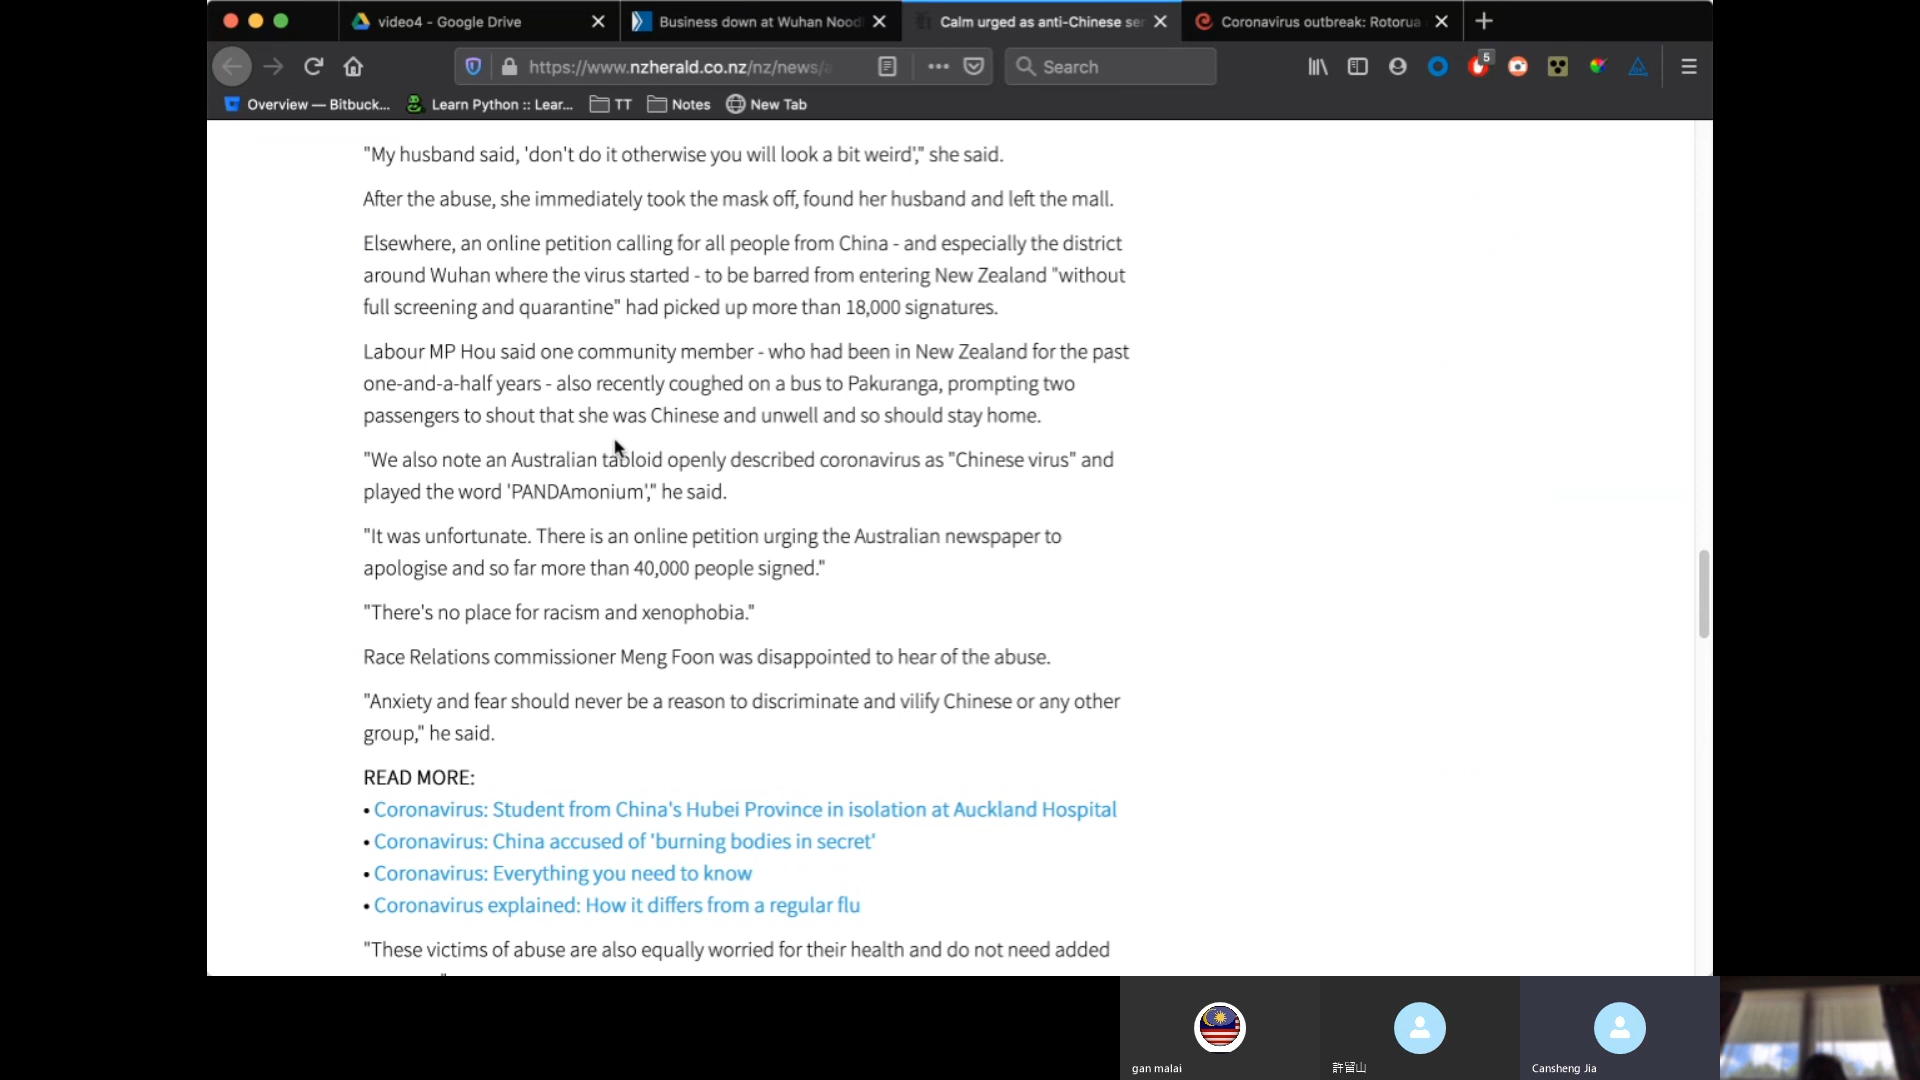 video4 - Google Drive
Business down at Wuhan Nood
Calm urged as anti-Chinese ser
Coronavirus outbreak: Rotorua
https://www.nzherald.co.nz/nz/news/a
Search
5
Overview — Bitbuck...
Learn Python :: Lear...
TT
Notes
New Tab
"My husband said, 'don't do it otherwise you will look a bit weird'," she said.
After the abuse, she immediately took the mask off, found her husband and left the mall.
Elsewhere, an online petition calling for all people from China - and especially the district
around Wuhan where the virus started - to be barred from entering New Zealand "without
full screening and quarantine" had picked up more than 18,000 signatures.
Labour MP Hou said one community member - who had been in New Zealand for the past
one-and-a-half years - also recently coughed on a bus to Pakuranga, prompting two
passengers to shout that she was Chinese and unwell and so should stay home.
"We also note an Australian tabloid openly described coronavirus as "Chinese virus" and
played the word 'PANDAmonium'," he said.
"It was unfortunate. There is an online petition urging the Australian newspaper to
apologise and so far more than 40,000 people signed."
"There's no place for racism and xenophobia."
Race Relations commissioner Meng Foon was disappointed to hear of the abuse.
"Anxiety and fear should never be a reason to discriminate and vilify Chinese or any other
group," he said.
READ MORE:
• Coronavirus: Student from China's Hubei Province in isolation at Auckland Hospital
• Coronavirus: China accused of 'burning bodies in secret'
• Coronavirus: Everything you need to know
• Coronavirus explained: How it differs from a regular flu
"These victims of abuse are also equally worried for their health and do not need added
gan malai
許留山
Cansheng Jia